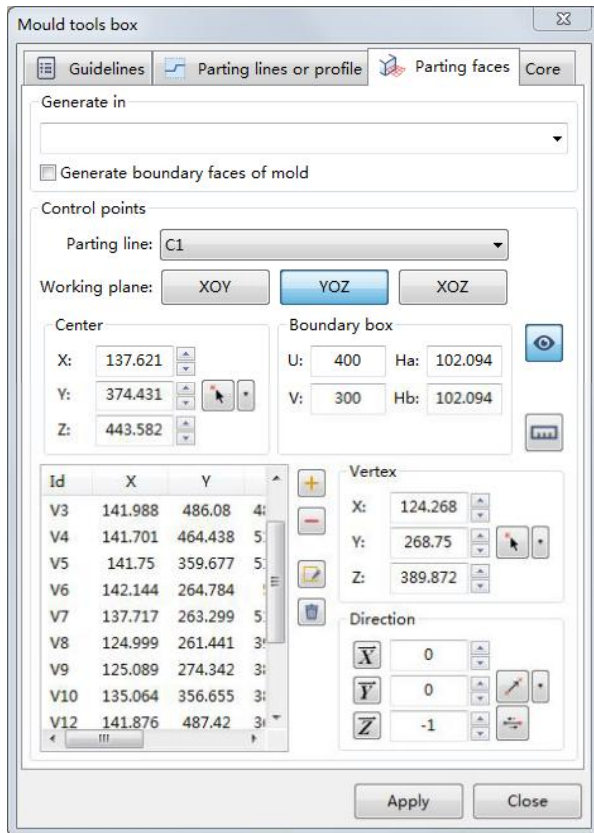 Mould tools box
Guidelines Parting lines or profile Parting faces Core
Generate in
Generate boundary faces of mold
Control points
Parting line: C1
Working plane: XOY YOZ XOZ
Center Boundary box
X: 137.621 U: 400 Ha: 102.094
Y: 374.431 V: 300 Hb: 102.094
Z: 443.582
Id X Y
V3 141.988 486.08
V4 141.701 464.438
V5 141.75 359.677
V6 142.144 264.784
V7 137.717 263.299
V8 124.999 261.441
V9 125.089 274.342
V10 135.064 356.655
V12 141.876 487.42
Vertex
X: 124.268
Y: 268.75
Z: 389.872
Direction
X 0
Y 0
Z -1
Apply Close